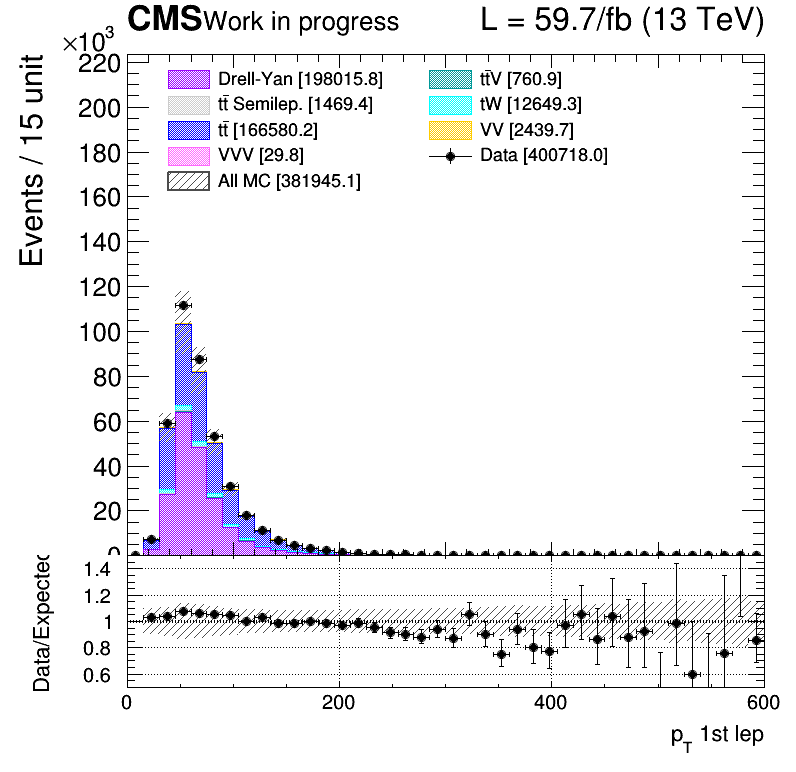 CMS Work in progress L = 59.7/fb (13 TeV)
×10³
Events / 15 unit
220
200
180
160
140
120
100
80
60
40
20
0
Drell-Yan [198015.8]
tt̄ Semilep. [1469.4]
tt̄ [166580.2]
VVV [29.8]
All MC [381945.1]
tt̄V [760.9]
tW [12649.3]
VV [2439.7]
Data [400718.0]
Data/Expected
1.4
1.2
1
0.8
0.6
0 200 400 600
p_T 1st lep